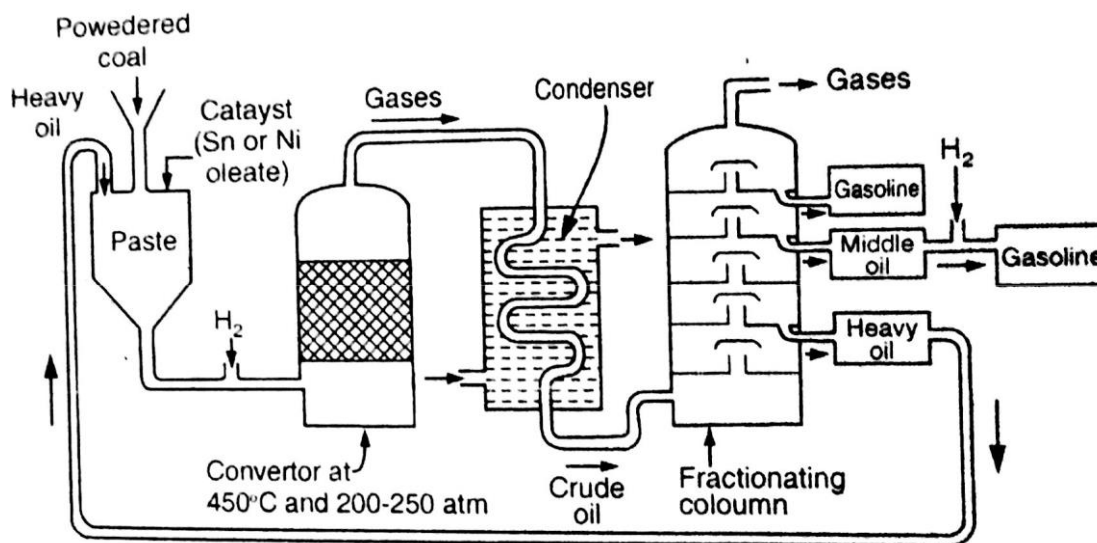 Powedered
coal
Heavy
oil
Catayst
(Sn or Ni
oleate)
Paste
H₂
Gases
Condenser
Convertor at
450°C and 200-250 atm
Crude
oil
Fractionating
coloumn
Gases
Gasoline
H₂
Middle
oil
Gasoline
Heavy
oil